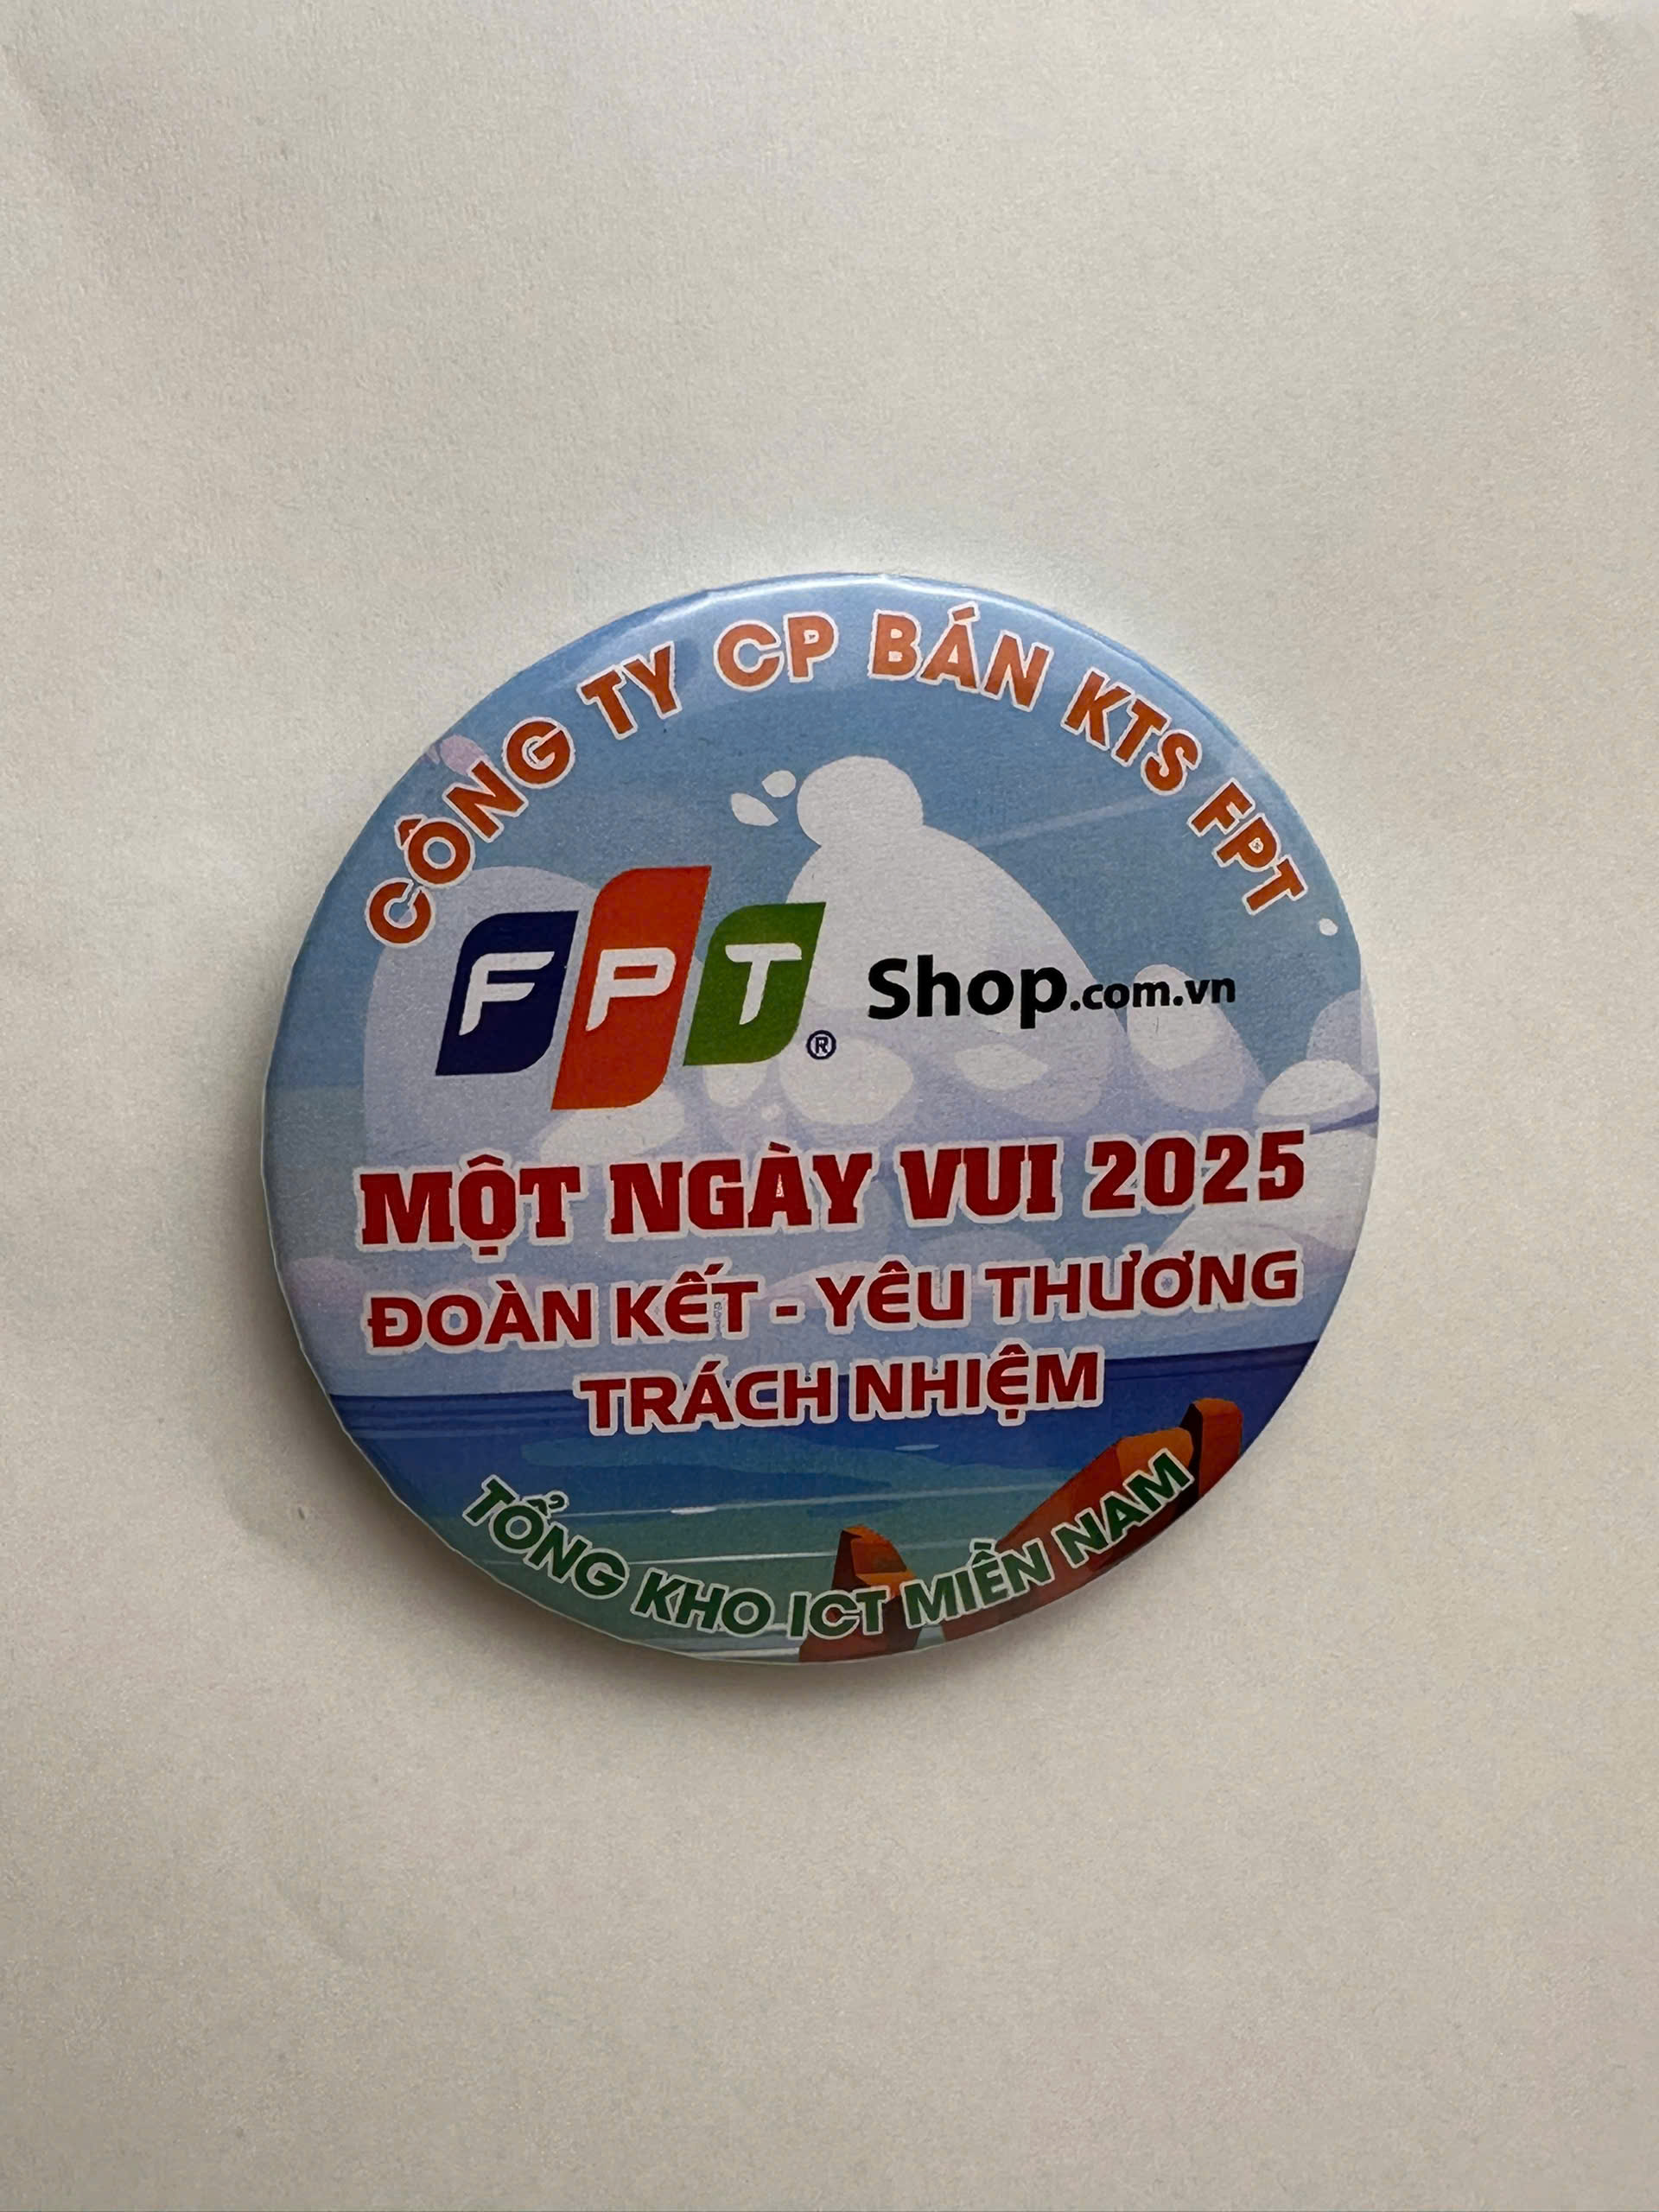 CÔNG TY CP BÁN KTS FPT
FPT® Shop.com.vn
MỘT NGÀY VUI 2025
ĐOÀN KẾT - YÊU THƯƠNG
TRÁCH NHIỆM
TỔNG KHO ICT MIỀN NAM